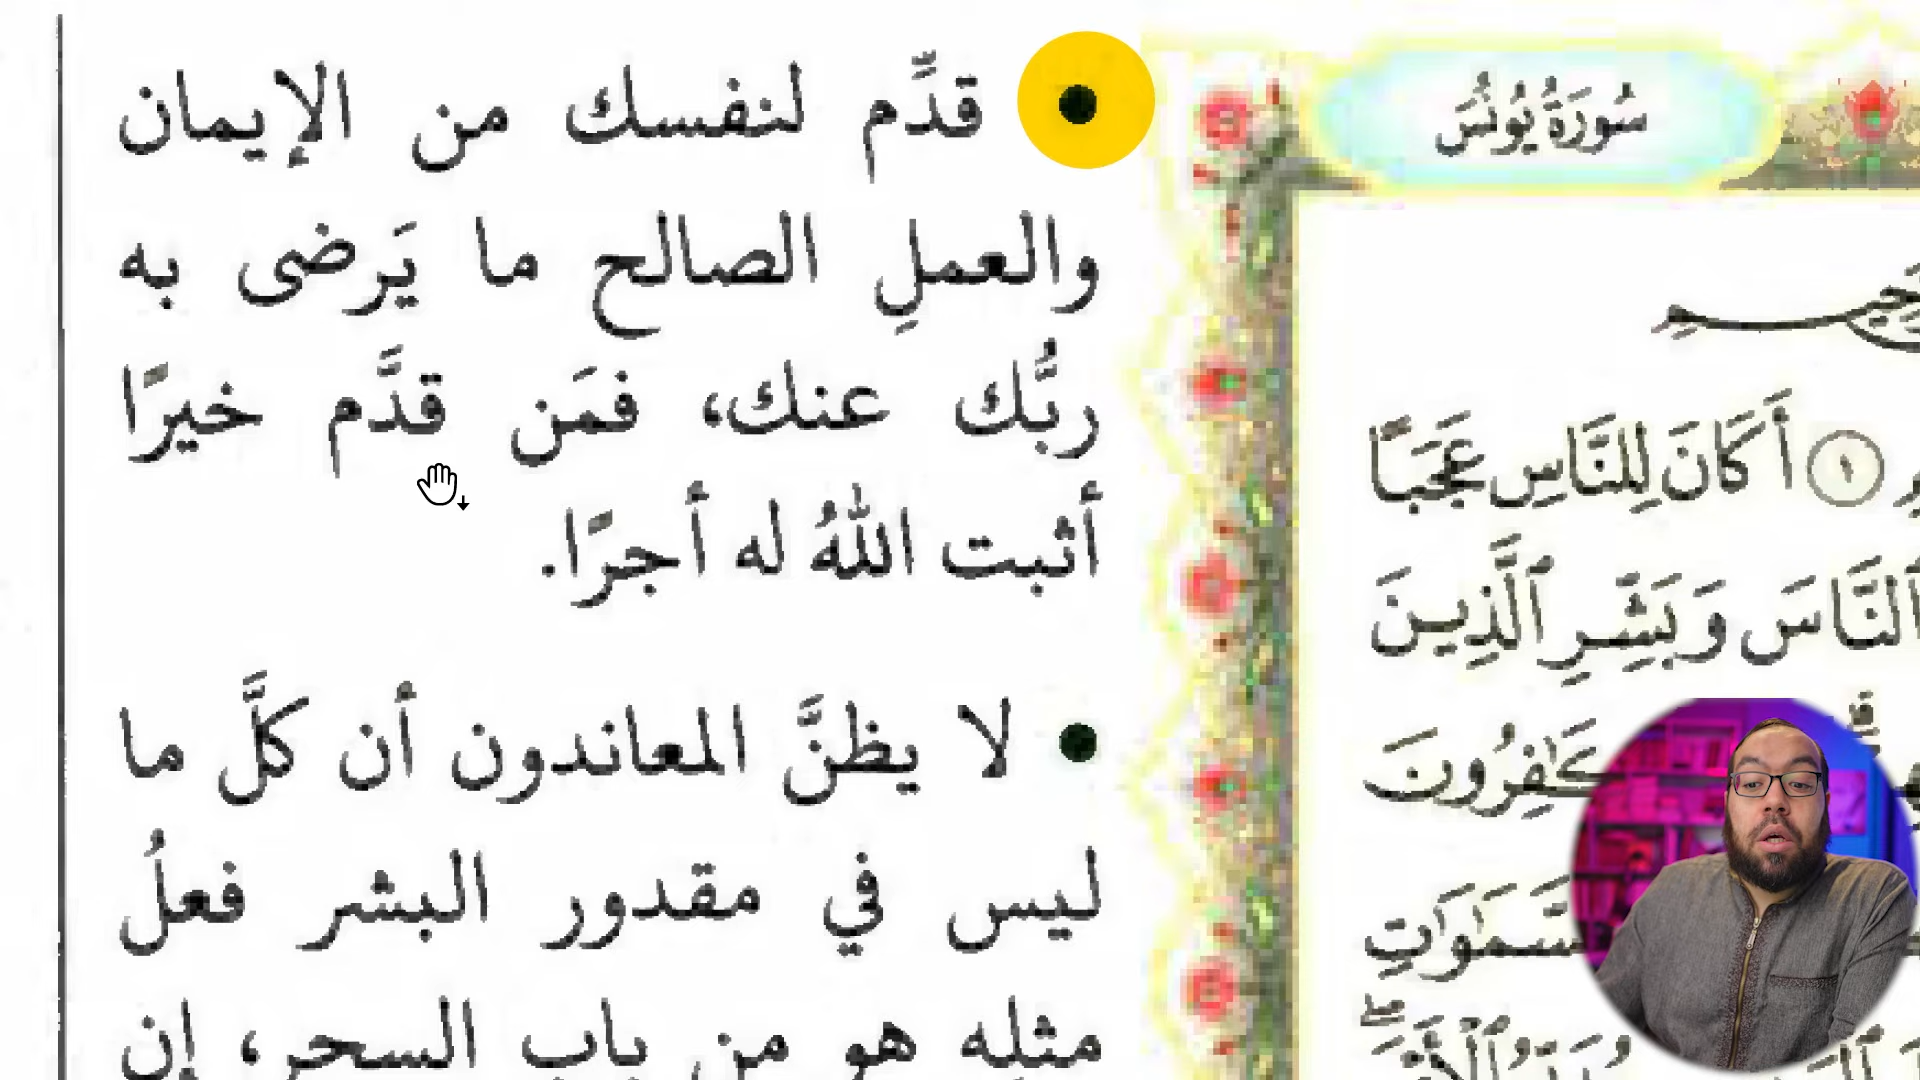 قدِّم لنفسك من الإيمان
والعملِ الصالح ما يَرضى به
ربُّك عنك، فمَن قدَّم خيرًا
أثبت اللهُ له أجرًا.
لا يظنَّ المعاندون أن كلَّ ما
ليس في مقدور البشر فعلُ
مثلِه هو من باب السحر، إن
سُورَةُ يُونُسَ
١ أَكَانَ لِلنَّاسِ عَجَبًا
ٱلنَّاسَ وَبَشِّرِ ٱلَّذِينَ